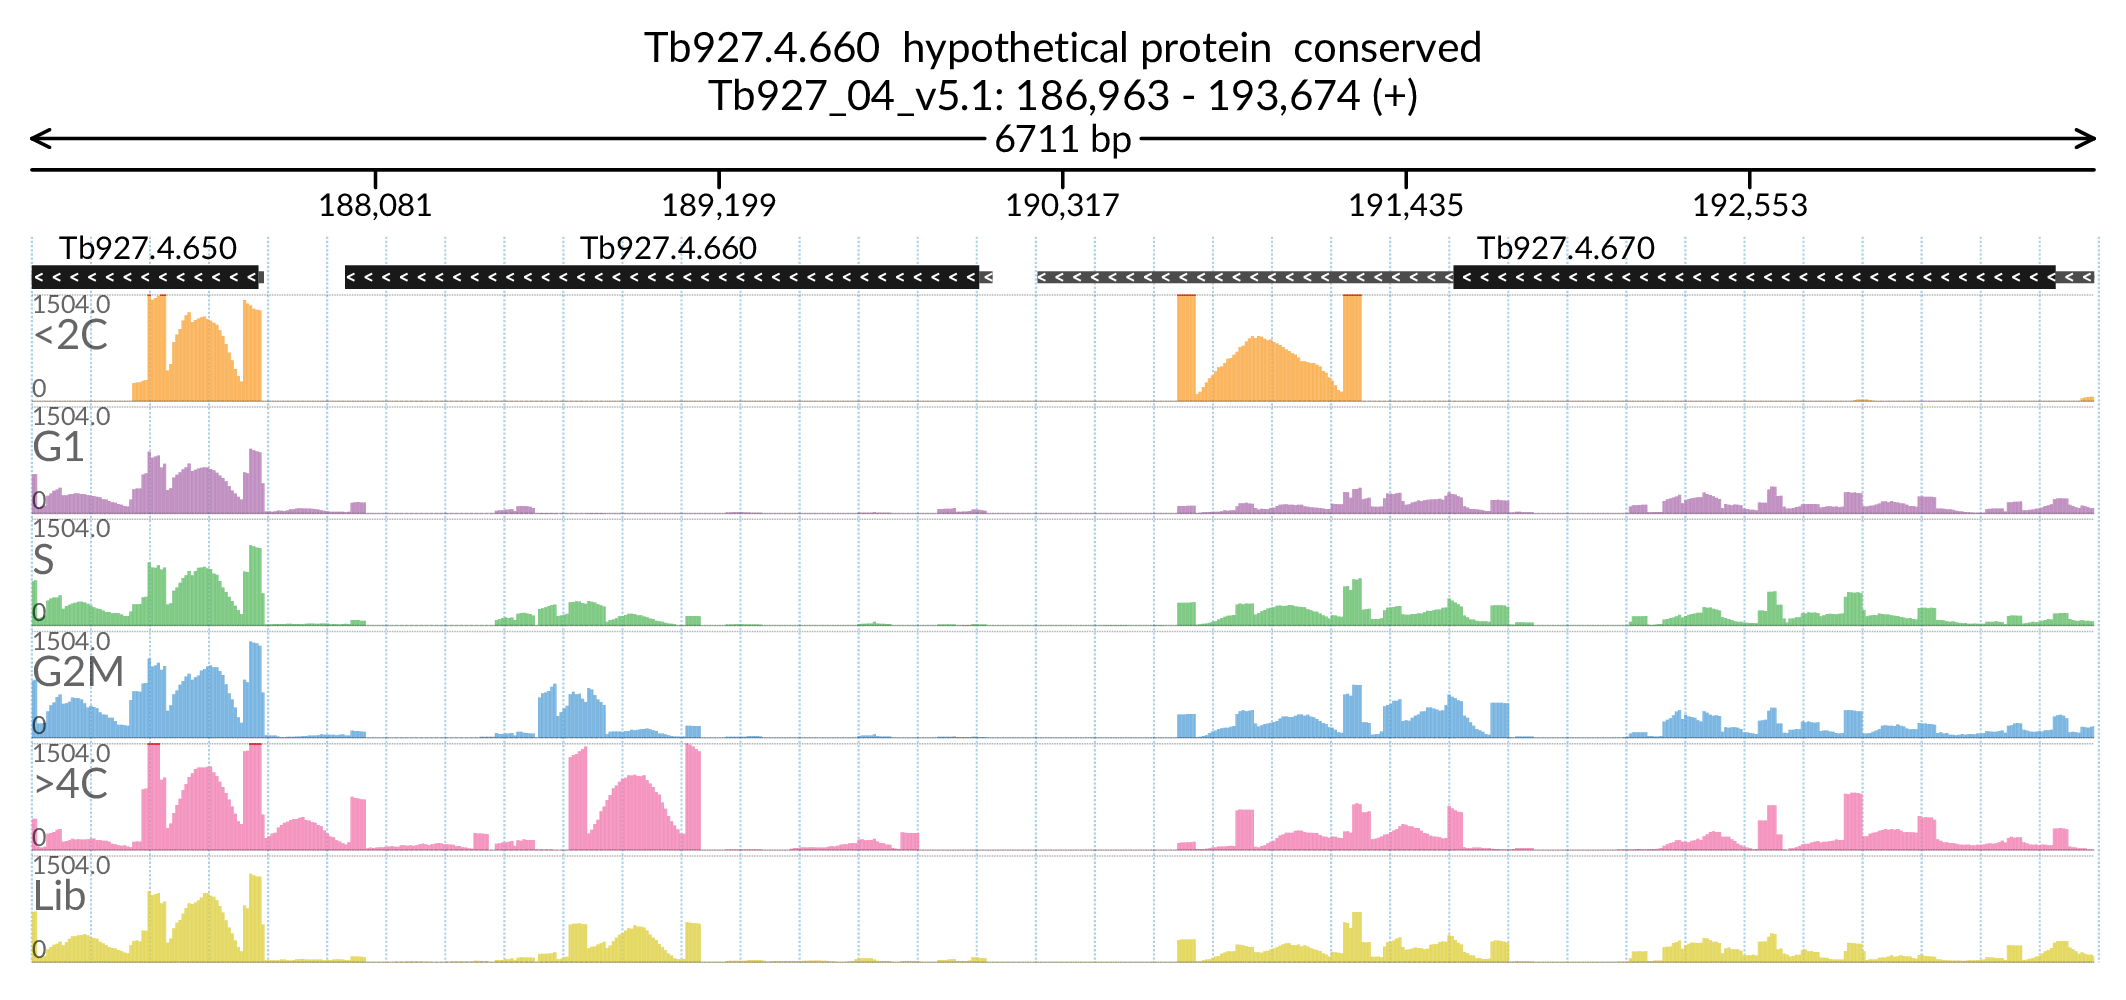 Tb927.4.660 hypothetical protein conserved
Tb927_04_v5.1: 186,963 - 193,674 (+)
6711 bp
188,081 189,199 190,317 191,435 192,553
Tb927.4.650 Tb927.4.660 Tb927.4.670
1504.0
<2C
0
1504.0
G1
0
1504.0
S
0
1504.0
G2M
0
1504.0
>4C
0
1504.0
Lib
0